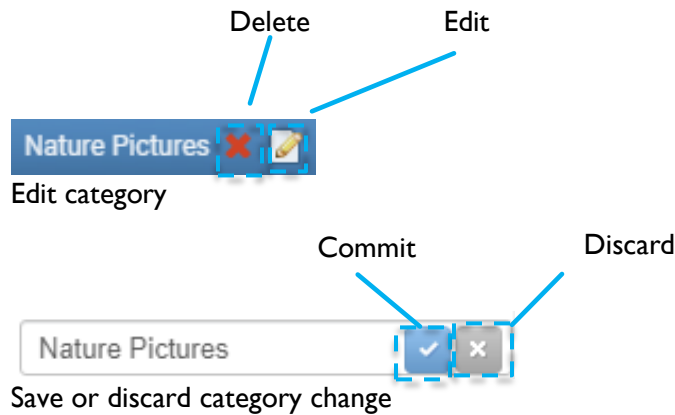 Delete
Edit
Nature Pictures
Edit category
Commit
Discard
Nature Pictures
Save or discard category change